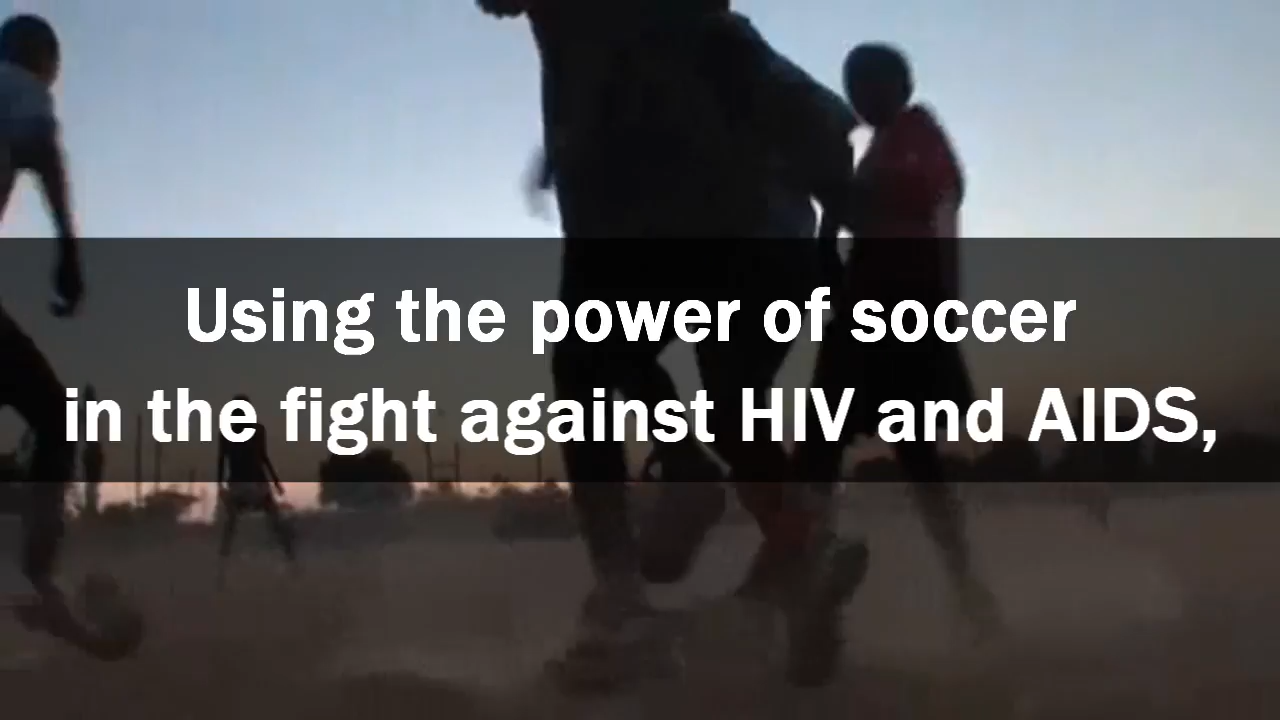 Using the power of soccer
in the fight against HIV and AIDS,